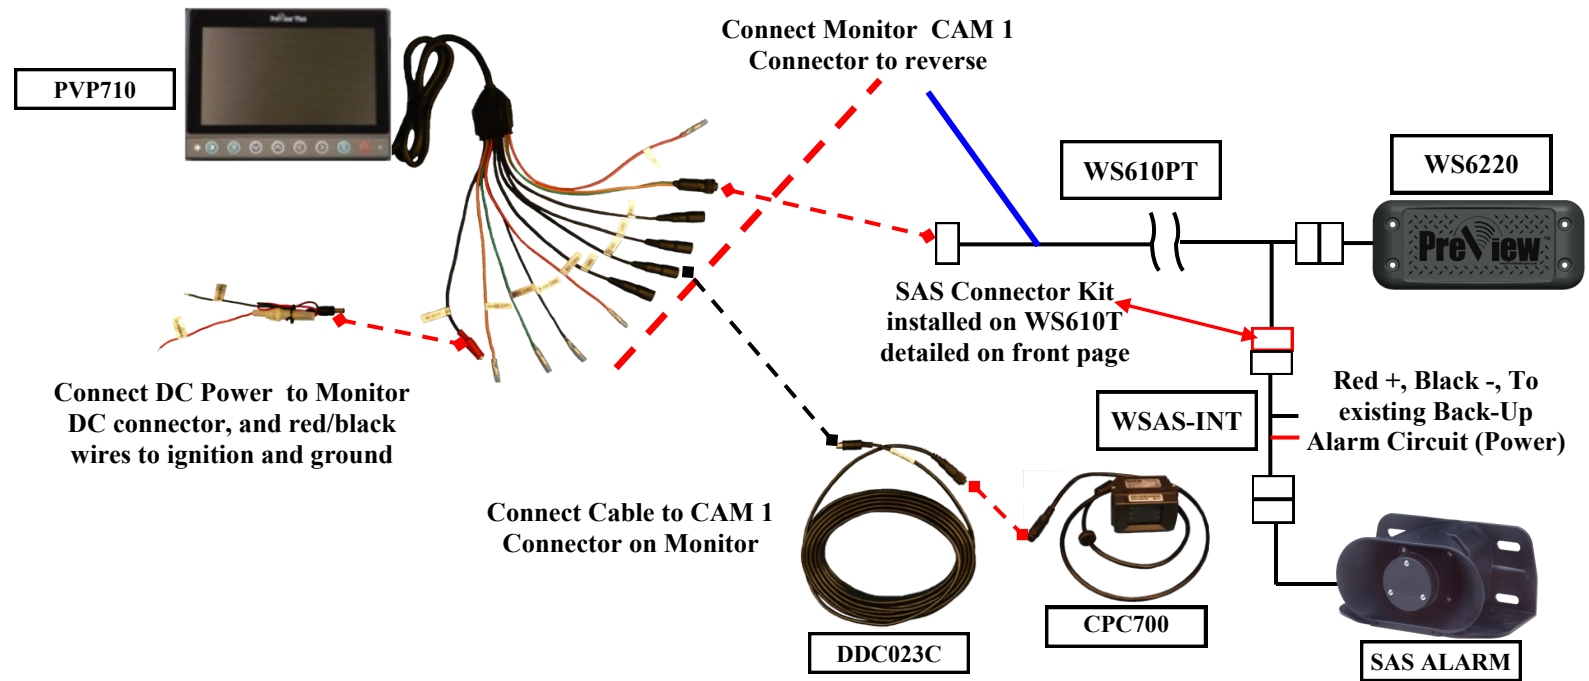 PreView Plus
PVP710
Connect Monitor CAM 1
Connector to reverse
WS610PT
WS6220
PreView
SAS Connector Kit
installed on WS610T
detailed on front page
Connect DC Power to Monitor
DC connector, and red/black
wires to ignition and ground
WSAS-INT
Red +, Black -, To
existing Back-Up
Alarm Circuit (Power)
Connect Cable to CAM 1
Connector on Monitor
DDC023C
CPC700
SAS ALARM